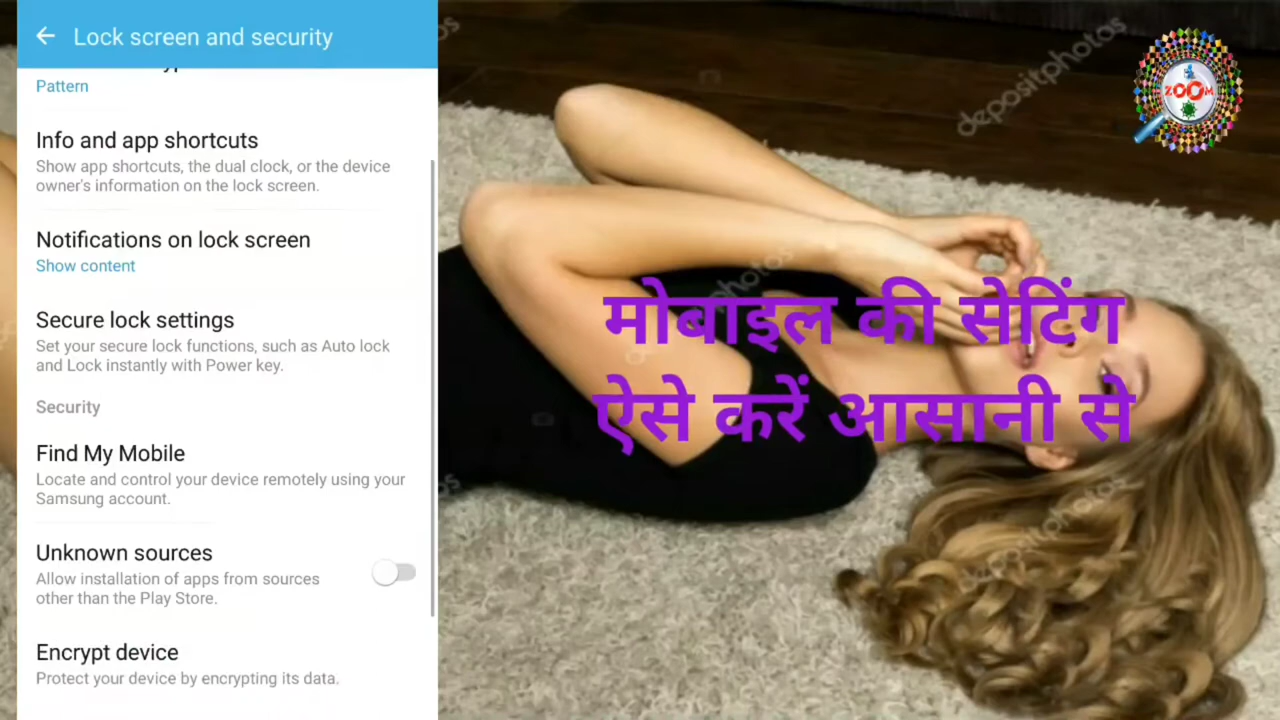 Lock screen and security
Pattern
Info and app shortcuts
Show app shortcuts, the dual clock, or the device
owner's information on the lock screen.
Notifications on lock screen
Show content
Secure lock settings
Set your secure lock functions, such as Auto lock
and Lock instantly with Power key.
Security
Find My Mobile
Locate and control your device remotely using your
Samsung account.
Unknown sources
Allow installation of apps from sources
other than the Play Store.
Encrypt device
Protect your device by encrypting its data.
depositphotos
ZOOM
मोबाइल की सेटिंग
ऐसे करें आसानी से
depositphotos
depositphotos